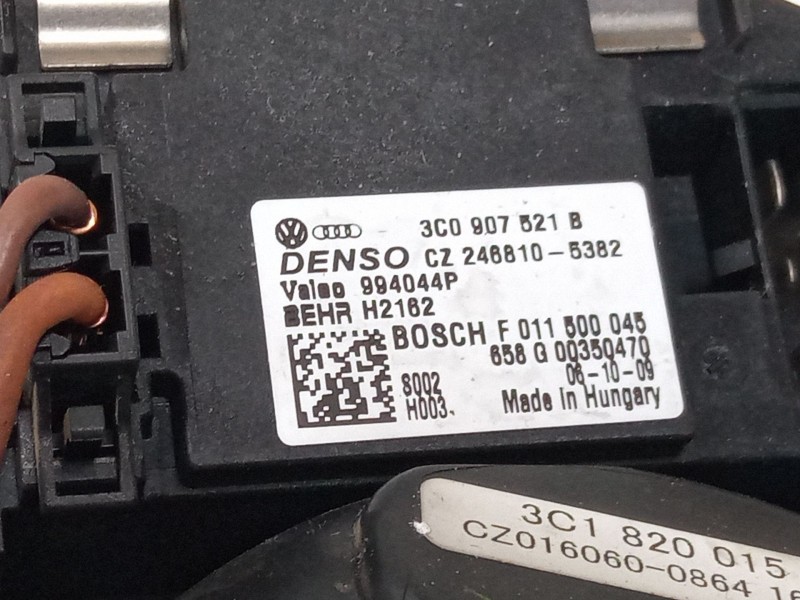 3C0 907 521 B
DENSO CZ 246810-5382
Valeo 994044P
BEHR H2162
BOSCH F 011 500 045
658 G 00350470
06-10-09
8002
H003
Made in Hungary
3C1 820 015
CZ016060-0864 16